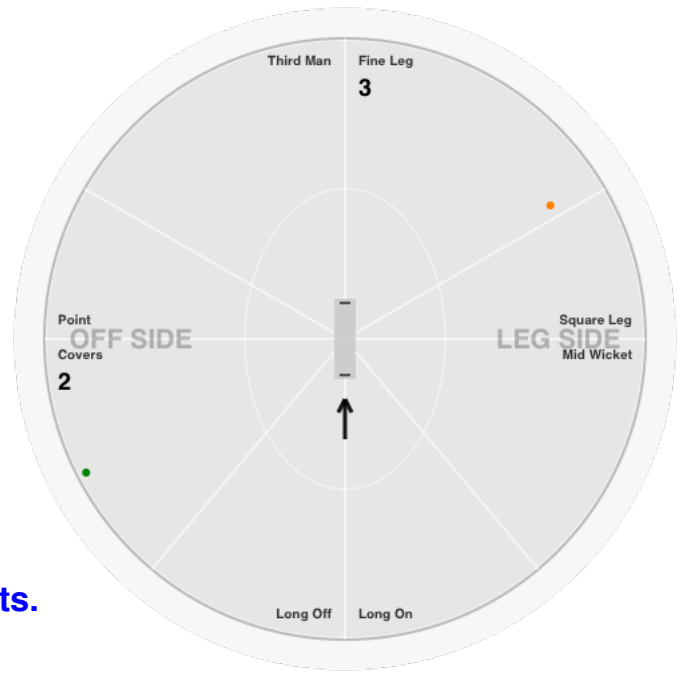 Third Man
Fine Leg
3
Point
OFF SIDE
Covers
2
Square Leg
LEG SIDE
Mid Wicket
ts.
Long Off
Long On